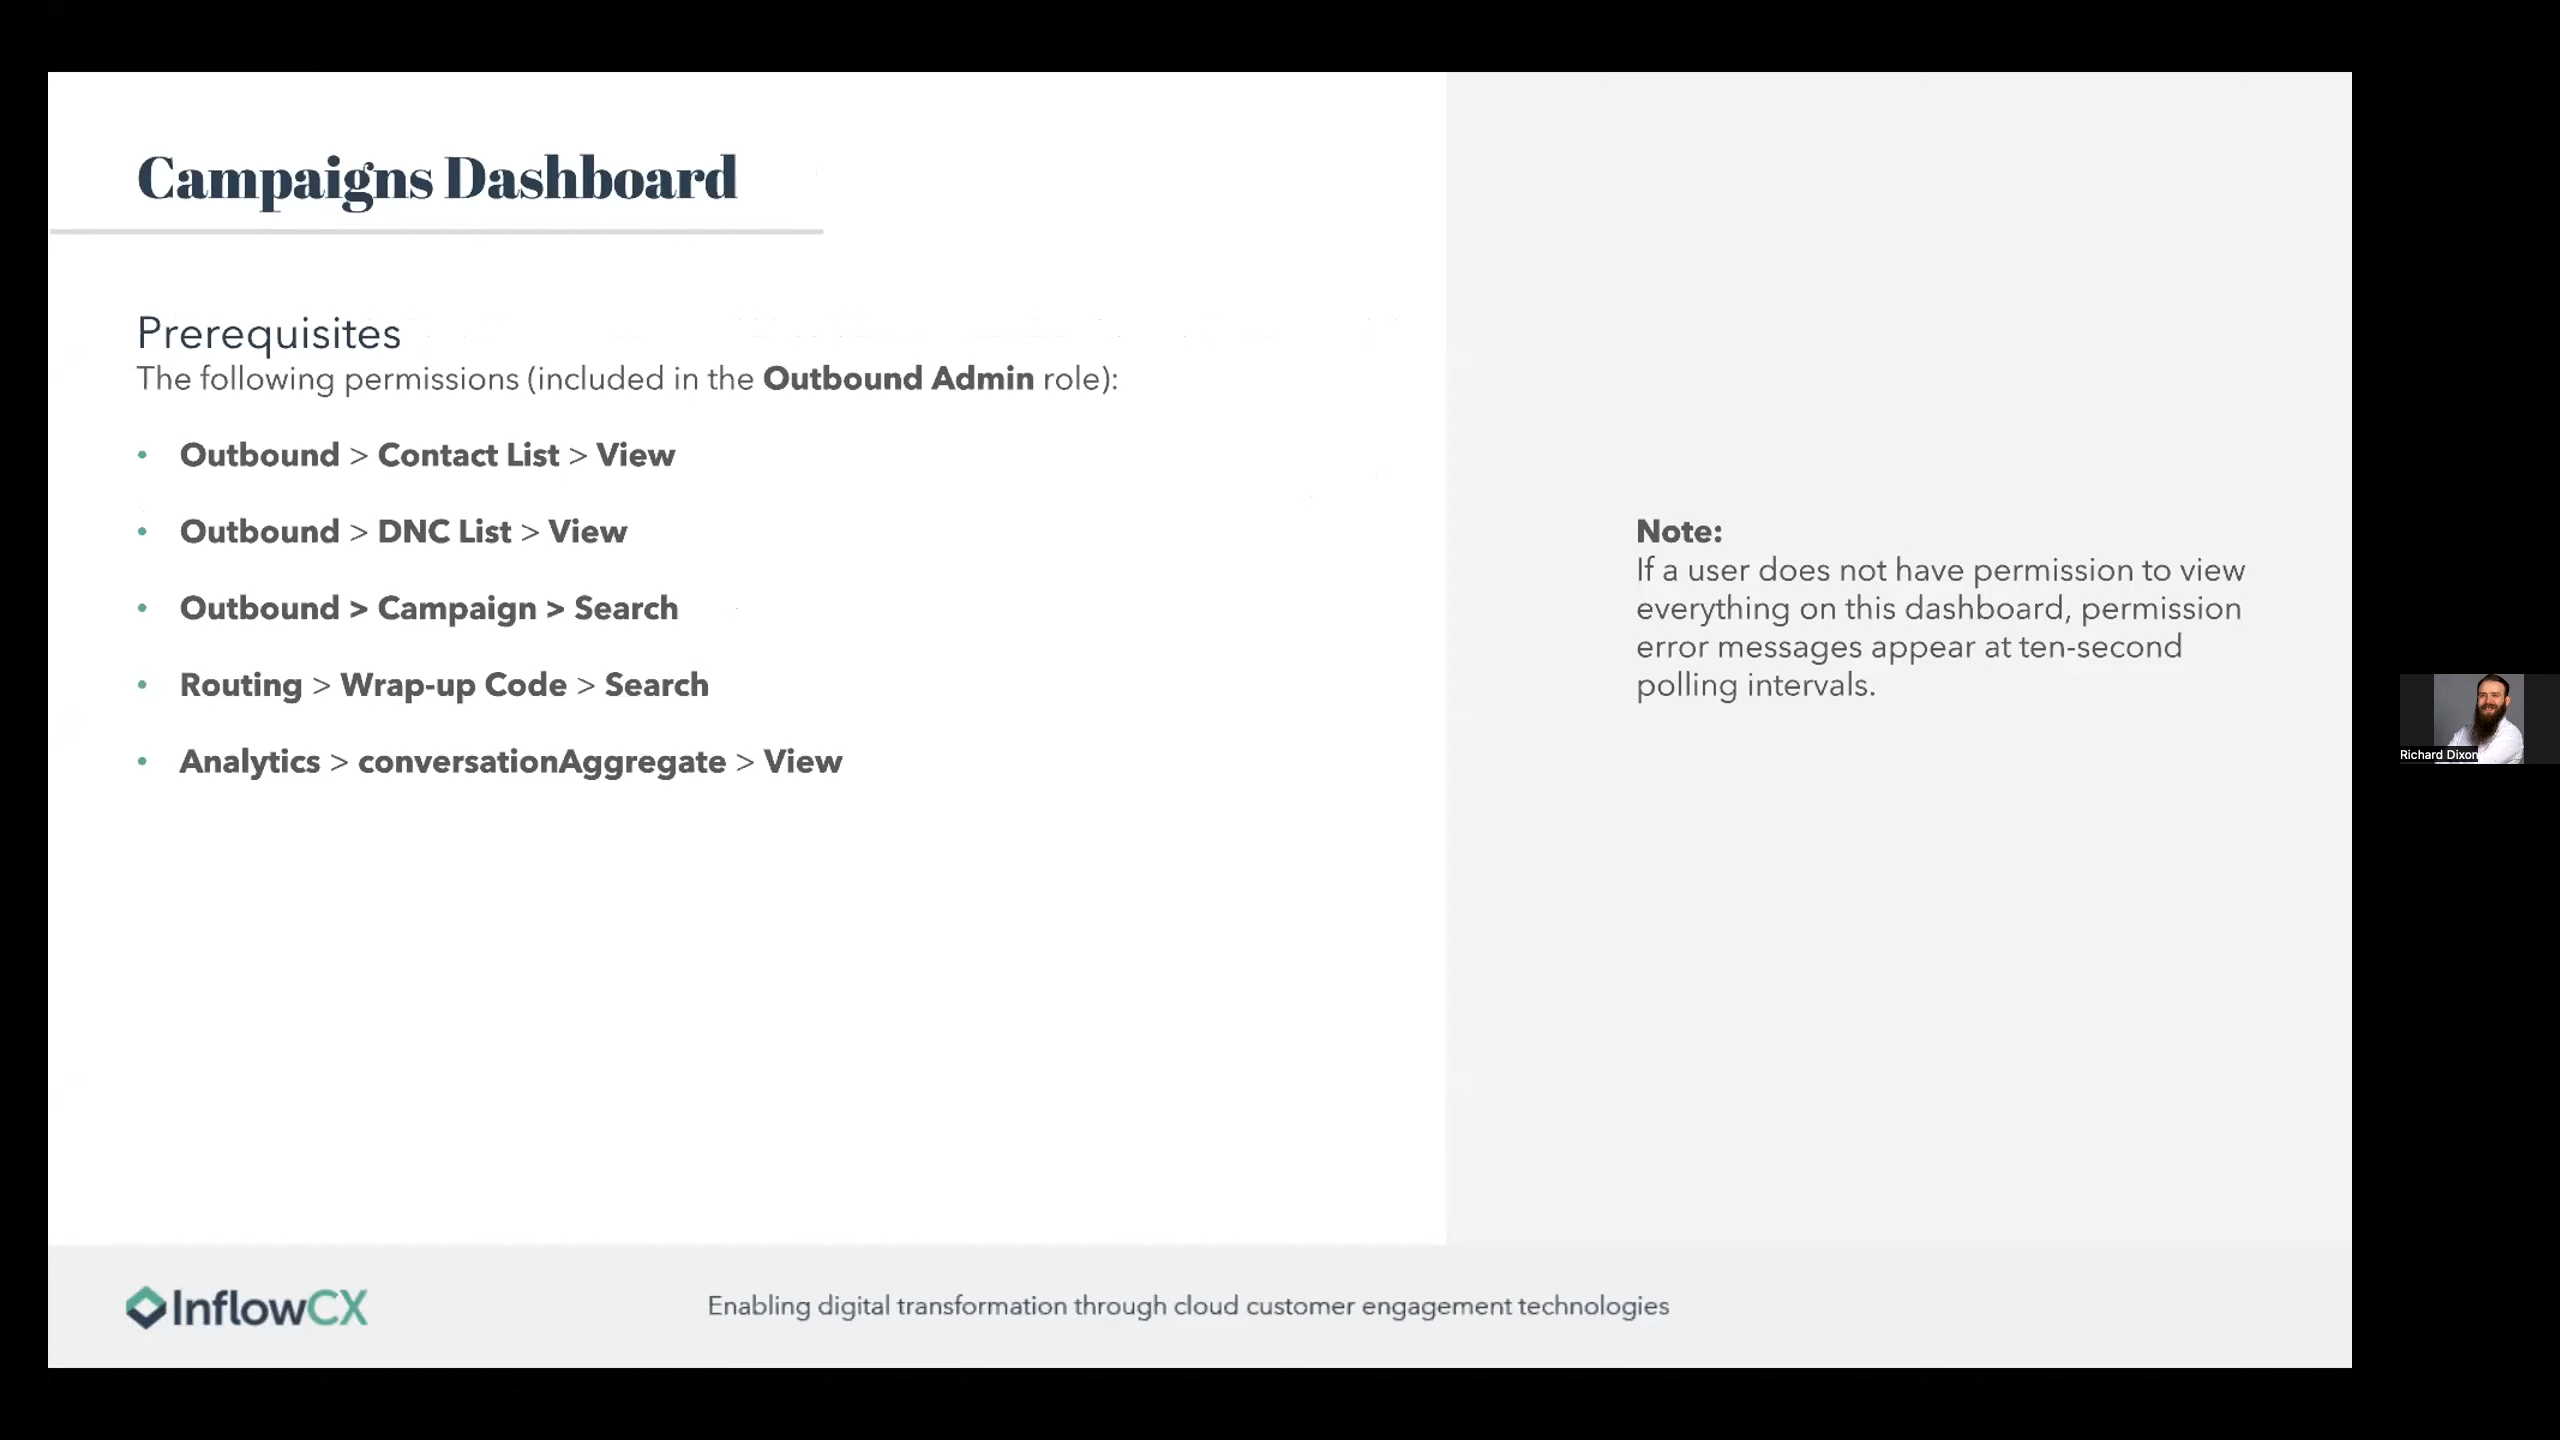 Campaigns Dashboard
Prerequisites
The following permissions (included in the Outbound Admin role):
• Outbound > Contact List > View
• Outbound > DNC List > View
• Outbound > Campaign > Search
• Routing > Wrap-up Code > Search
• Analytics > conversationAggregate > View
Note:
If a user does not have permission to view
everything on this dashboard, permission
error messages appear at ten-second
polling intervals.
Richard Dixon
InflowCX
Enabling digital transformation through cloud customer engagement technologies